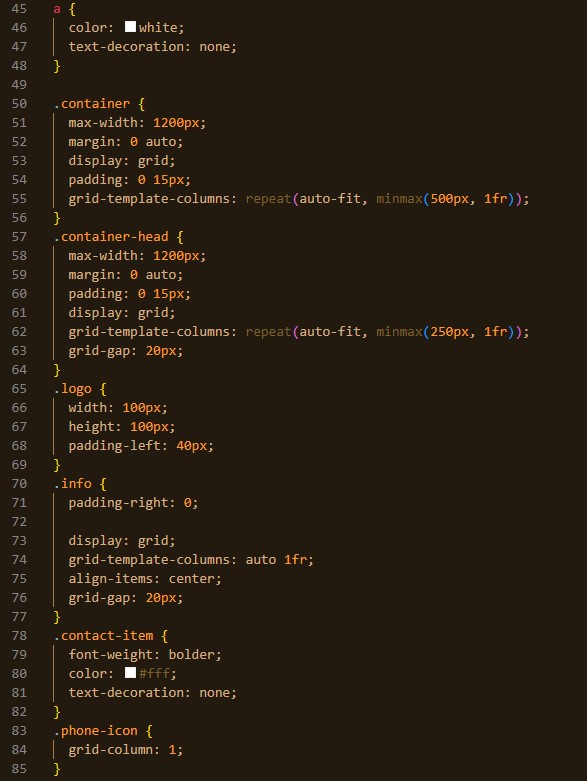 45 a {
46   color: white;
47   text-decoration: none;
48 }
49
50 .container {
51   max-width: 1200px;
52   margin: 0 auto;
53   display: grid;
54   padding: 0 15px;
55   grid-template-columns: repeat(auto-fit, minmax(500px, 1fr));
56 }
57 .container-head {
58   max-width: 1200px;
59   margin: 0 auto;
60   padding: 0 15px;
61   display: grid;
62   grid-template-columns: repeat(auto-fit, minmax(250px, 1fr));
63   grid-gap: 20px;
64 }
65 .logo {
66   width: 100px;
67   height: 100px;
68   padding-left: 40px;
69 }
70 .info {
71   padding-right: 0;
72
73   display: grid;
74   grid-template-columns: auto 1fr;
75   align-items: center;
76   grid-gap: 20px;
77 }
78 .contact-item {
79   font-weight: bolder;
80   color: #fff;
81   text-decoration: none;
82 }
83 .phone-icon {
84   grid-column: 1;
85 }